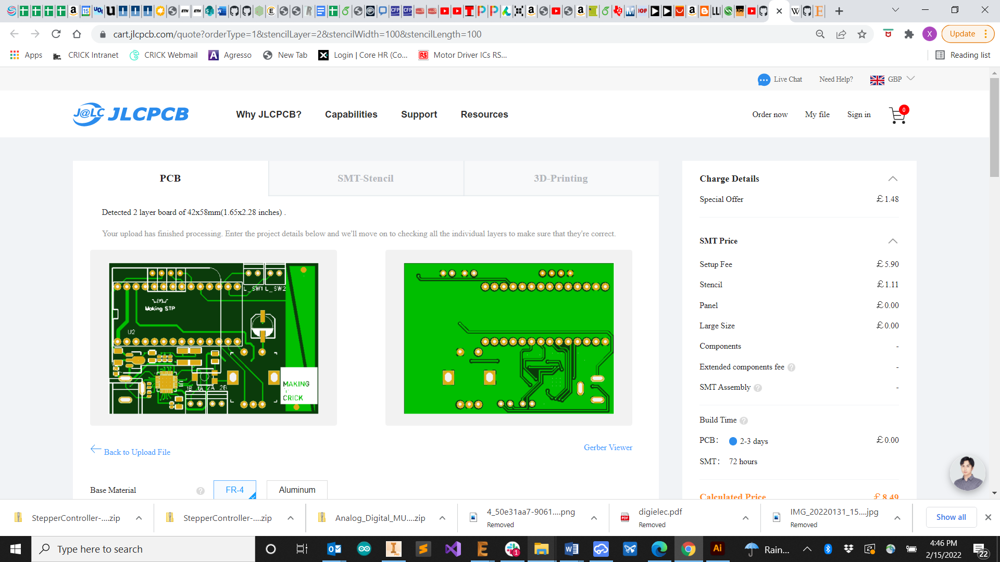 cart.jlcpcb.com/quote?orderType=1&stencilLayer=2&stencilWidth=100&stencilLength=100
X
Update
Apps
CRICK Intranet
CRICK Webmail
Agresso
New Tab
Login | Core HR (Co...
Motor Driver ICs RS...
Reading list
Live Chat
Need Help?
GBP
J@LC JLCPCB
Why JLCPCB?
Capabilities
Support
Resources
Order now
My file
Sign in
0
PCB
SMT-Stencil
3D-Printing
Detected 2 layer board of 42x58mm(1.65x2.28 inches) .
Your upload has finished processing. Enter the project details below and we'll move on to checking all the individual layers to make sure that they're correct.
L_SW1 L_SW2
Making STP
U2
1B 1A 2A 2B
MAKING
CRICK
Back to Upload File
Gerber Viewer
Base Material
FR-4
Aluminum
Charge Details
Special Offer
£1.48
SMT Price
Setup Fee
£5.90
Stencil
£1.11
Panel
£0.00
Large Size
£0.00
Components
-
Extended components fee
-
SMT Assembly
-
Build Time
PCB:
2-3 days
£0.00
SMT:
72 hours
Calculated Price
£8.49
StepperController-....zip
StepperController-....zip
Analog_Digital_MU....zip
4_50e31aa7-9061....png
Removed
digielec.pdf
Removed
IMG_20220131_15....jpg
Removed
Show all
Type here to search
Rain...
4:46 PM
2/15/2022
22